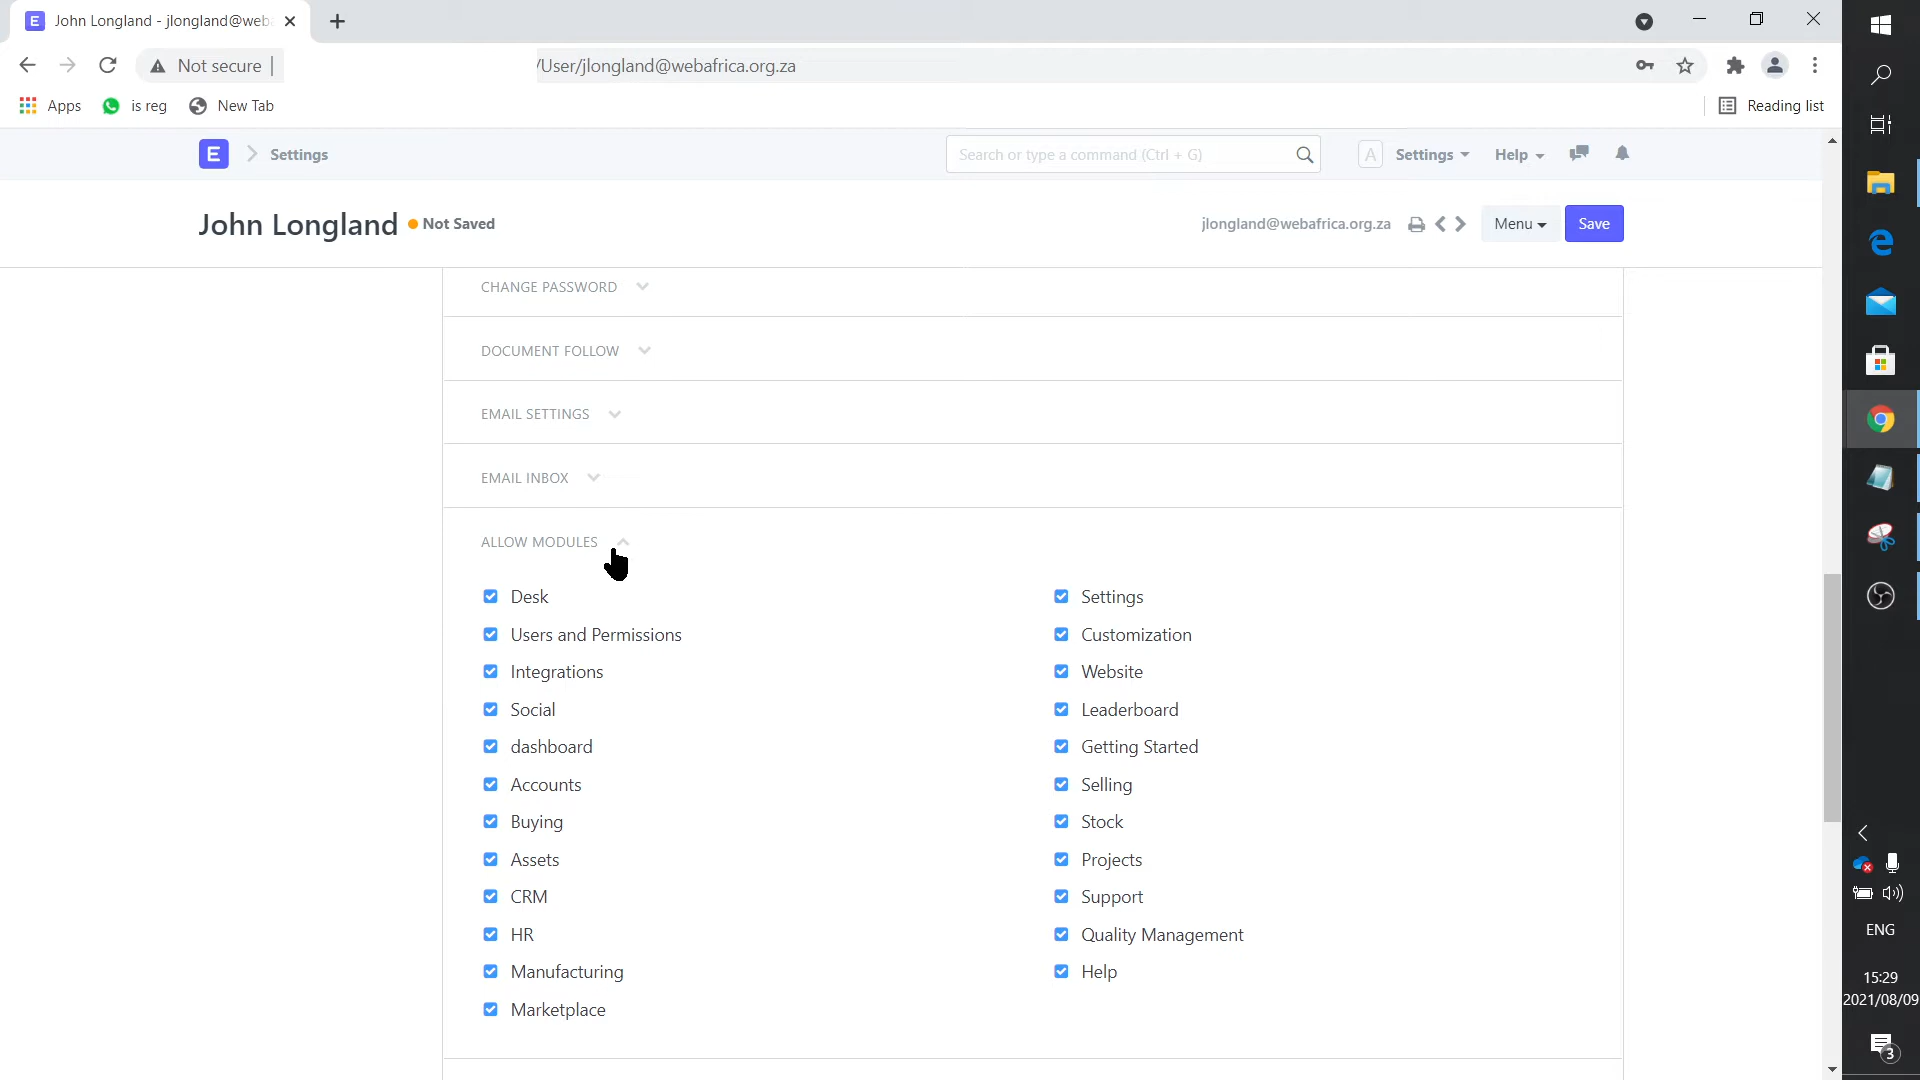 E John Longland - jlongland@web
Not secure /User/jlongland@webafrica.org.za
Apps is reg New Tab Reading list
E Settings Search or type a command (Ctrl + G) A Settings Help
John Longland Not Saved jlongland@webafrica.org.za Menu Save
CHANGE PASSWORD
DOCUMENT FOLLOW
EMAIL SETTINGS
EMAIL INBOX
ALLOW MODULES
Desk Settings
Users and Permissions Customization
Integrations Website
Social Leaderboard
dashboard Getting Started
Accounts Selling
Buying Stock
Assets Projects
CRM Support
HR Quality Management
Manufacturing Help
Marketplace
ENG
15:29
2021/08/09
3